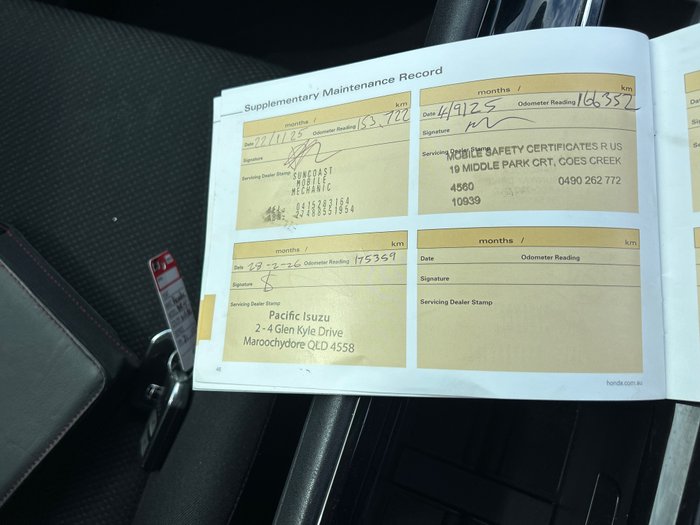 Supplementary Maintenance Record
months / km
Date 22/1/25 Odometer Reading 153,722
Signature
Servicing Dealer Stamp
SUNCOAST
MOBILE
MECHANIC
0415283164
months / km
Date 4/9/25 Odometer Reading 166352
Signature
Servicing Dealer Stamp
MOBILE SAFETY CERTIFICATES R US
19 MIDDLE PARK CRT, COES CREEK
4560 0490 262 772
10939
months / km
Date 28-2-26 Odometer Reading 175359
Signature
Servicing Dealer Stamp
Pacific Isuzu
2 - 4 Glen Kyle Drive
Maroochydore QLD 4558
months / km
Date Odometer Reading
Signature
Servicing Dealer Stamp
honda.com.au